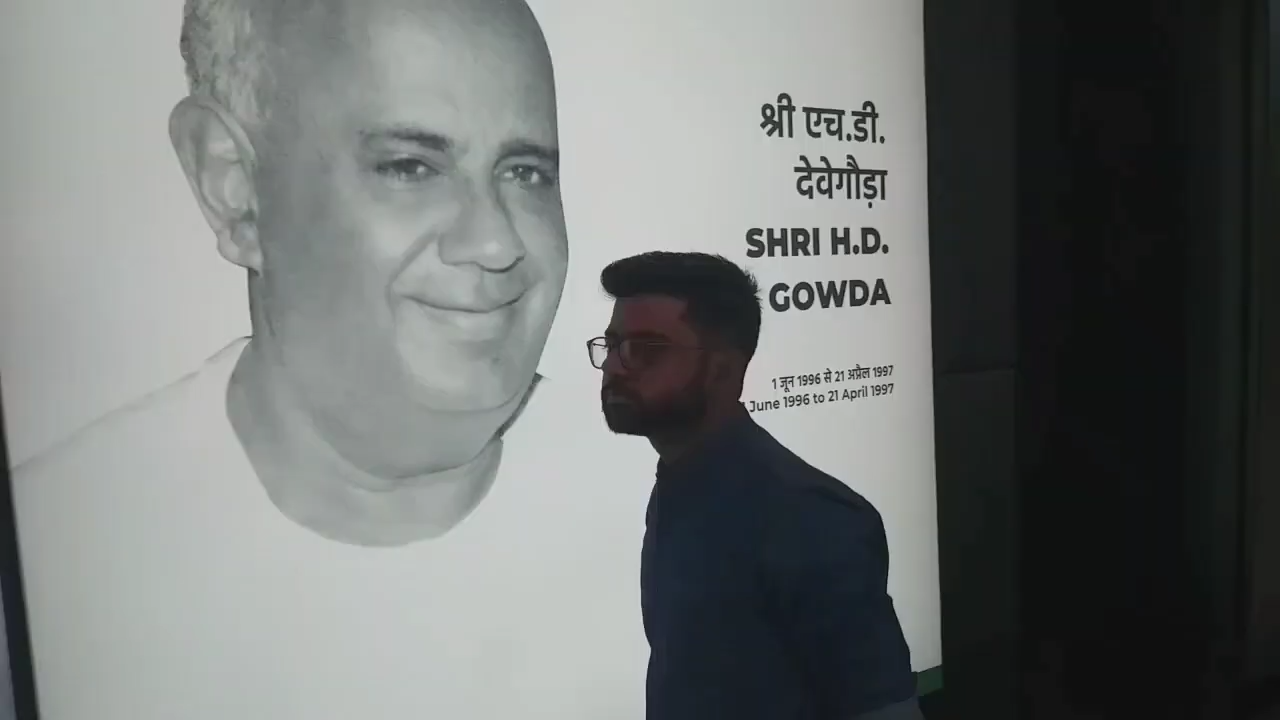 श्री एच.डी.
देवेगौड़ा
SHRI H.D.
GOWDA
1 जून 1996 से 21 अप्रैल 1997
June 1996 to 21 April 1997